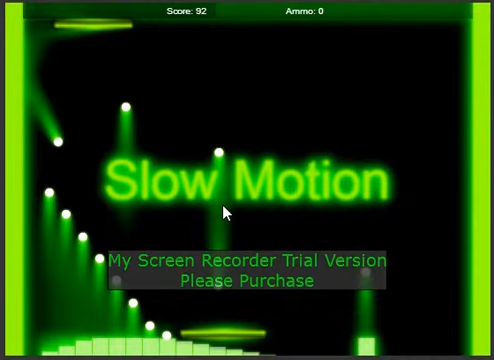 Score: 92 Ammo: 0
Slow Motion
My Screen Recorder Trial Version
Please Purchase